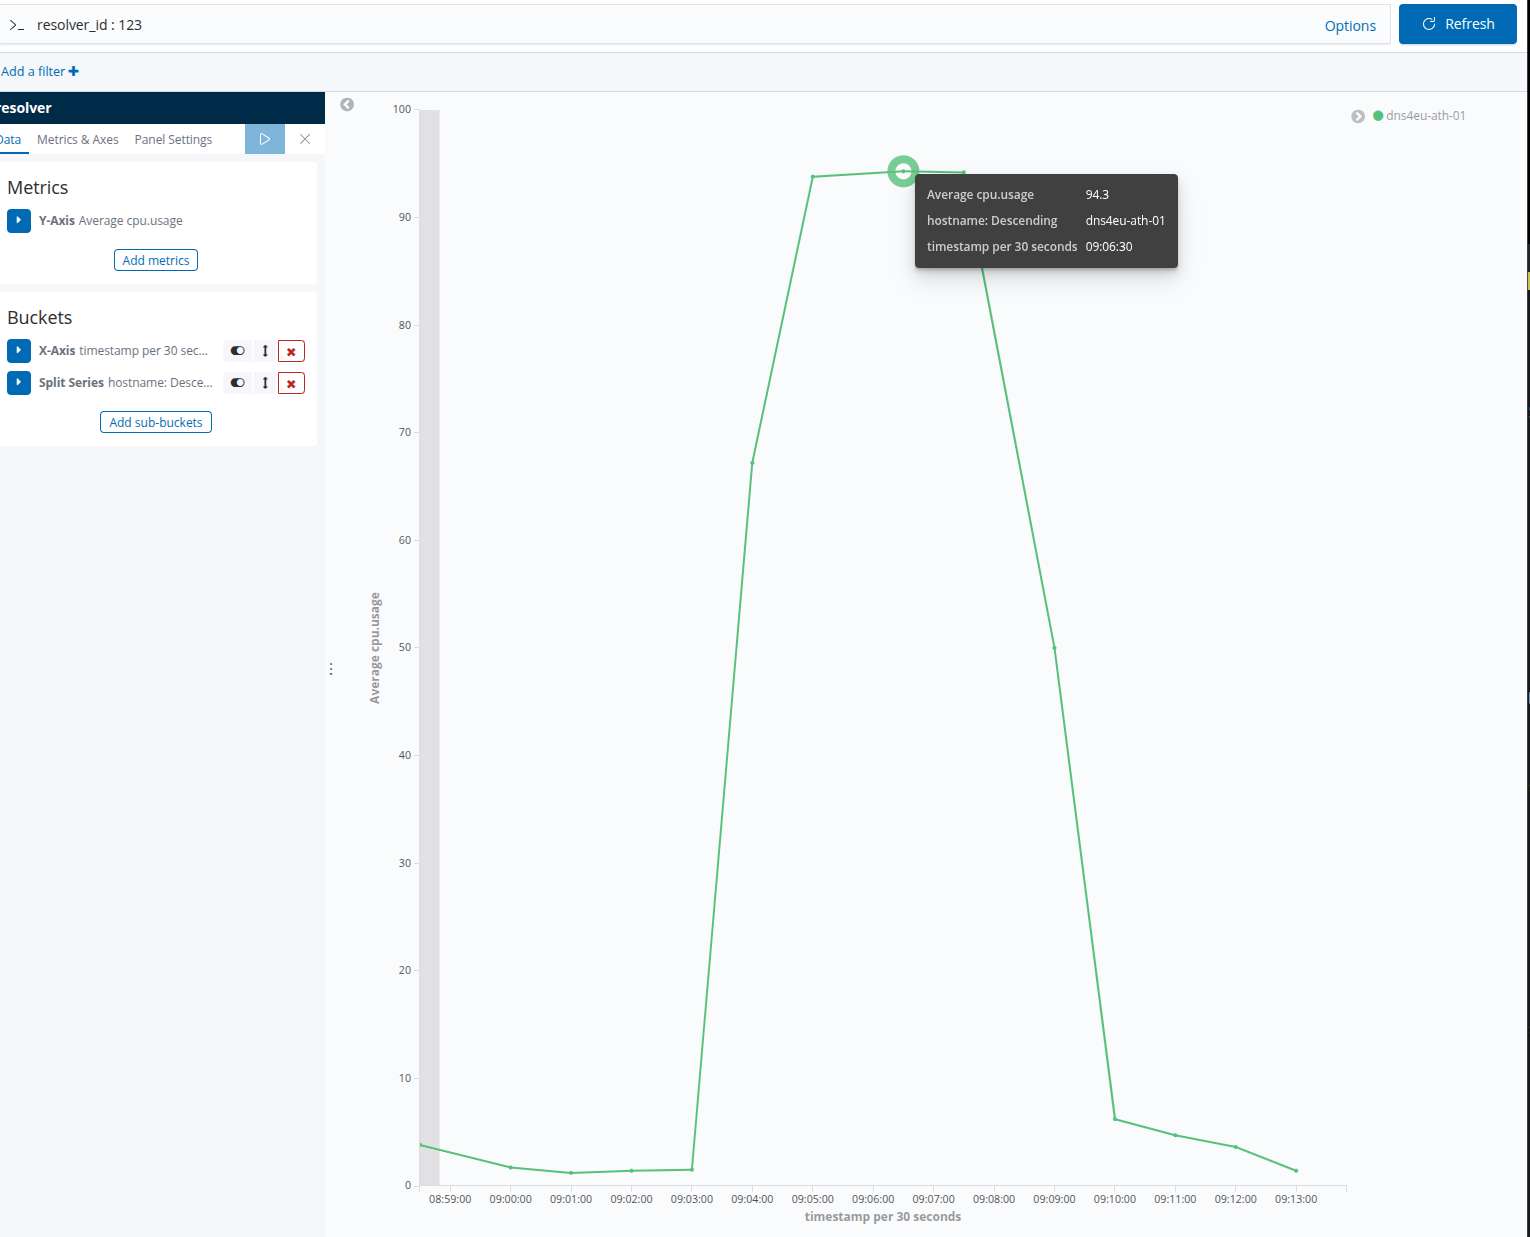 >_ resolver_id : 123
Options
Refresh
Add a filter +
resolver
Data Metrics & Axes Panel Settings
Metrics
Y-Axis Average cpu.usage
Add metrics
Buckets
X-Axis timestamp per 30 sec...
Split Series hostname: Desce...
Add sub-buckets
dns4eu-ath-01
Average cpu.usage 94.3
hostname: Descending dns4eu-ath-01
timestamp per 30 seconds 09:06:30
100
90
80
70
60
50
40
30
20
10
0
Average cpu.usage
08:59:00 09:00:00 09:01:00 09:02:00 09:03:00 09:04:00 09:05:00 09:06:00 09:07:00 09:08:00 09:09:00 09:10:00 09:11:00 09:12:00 09:13:00
timestamp per 30 seconds